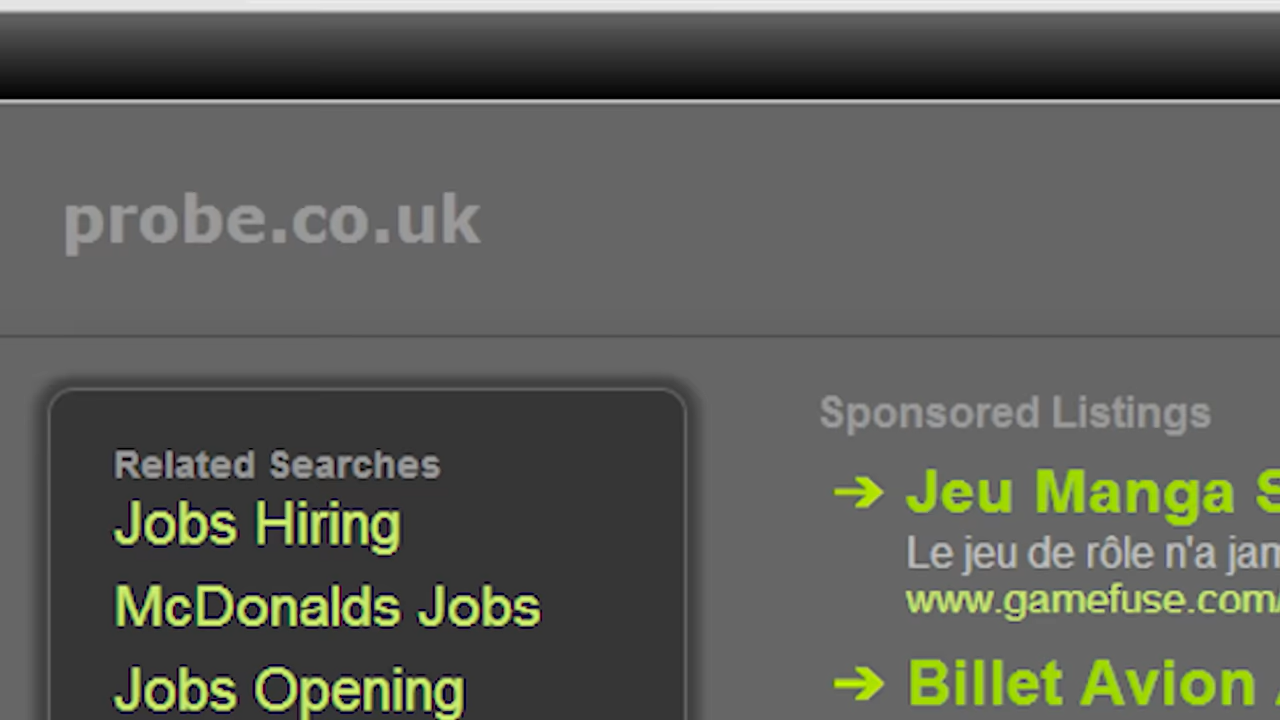 probe.co.uk
Related Searches
Jobs Hiring
McDonalds Jobs
Jobs Opening
Sponsored Listings
➔ Jeu Manga
Le jeu de rôle n'a
www.gamefuse.com/
➔ Billet Avion